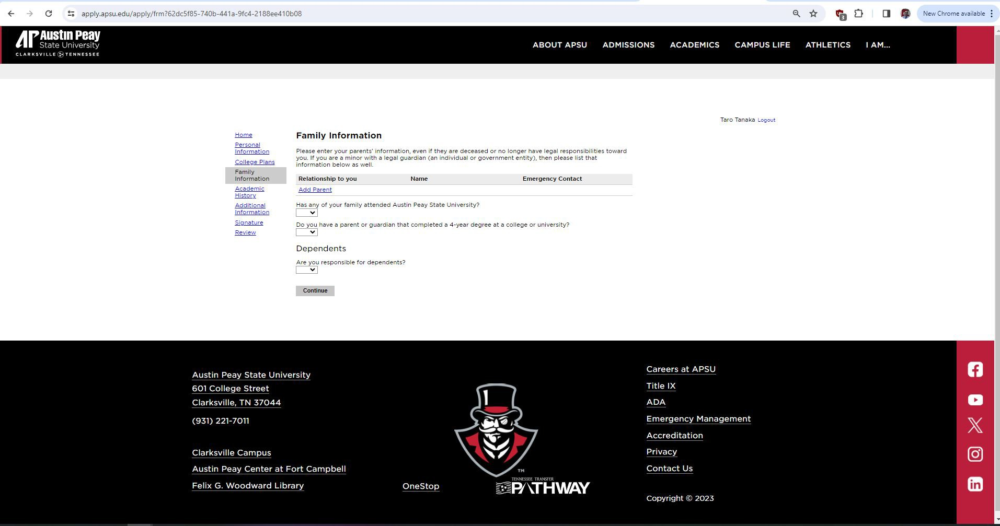 apply.apsu.edu/apply/frm?62dc5f85-740b-441a-9fc4-2188ee410b08
3
New Chrome available
AP Austin Peay
State University
CLARKSVILLE TENNESSEE
ABOUT APSU ADMISSIONS ACADEMICS CAMPUS LIFE ATHLETICS I AM...
Taro Tanaka Logout
Home
Personal
Information
College Plans
Family
Information
Academic
History
Additional
Information
Signature
Review
Family Information
Please enter your parents' information, even if they are deceased or no longer have legal responsibilities toward
you. If you are a minor with a legal guardian (an individual or government entity), then please list that
information below as well.
Relationship to you Name Emergency Contact
Add Parent
Has any of your family attended Austin Peay State University?
Do you have a parent or guardian that completed a 4-year degree at a college or university?
Dependents
Are you responsible for dependents?
Continue
Austin Peay State University
601 College Street
Clarksville, TN 37044
(931) 221-7011
Clarksville Campus
Austin Peay Center at Fort Campbell
Felix G. Woodward Library
OneStop
TM
TENNESSEE TRANSFER
PATHWAY
Careers at APSU
Title IX
ADA
Emergency Management
Accreditation
Privacy
Contact Us
Copyright © 2023